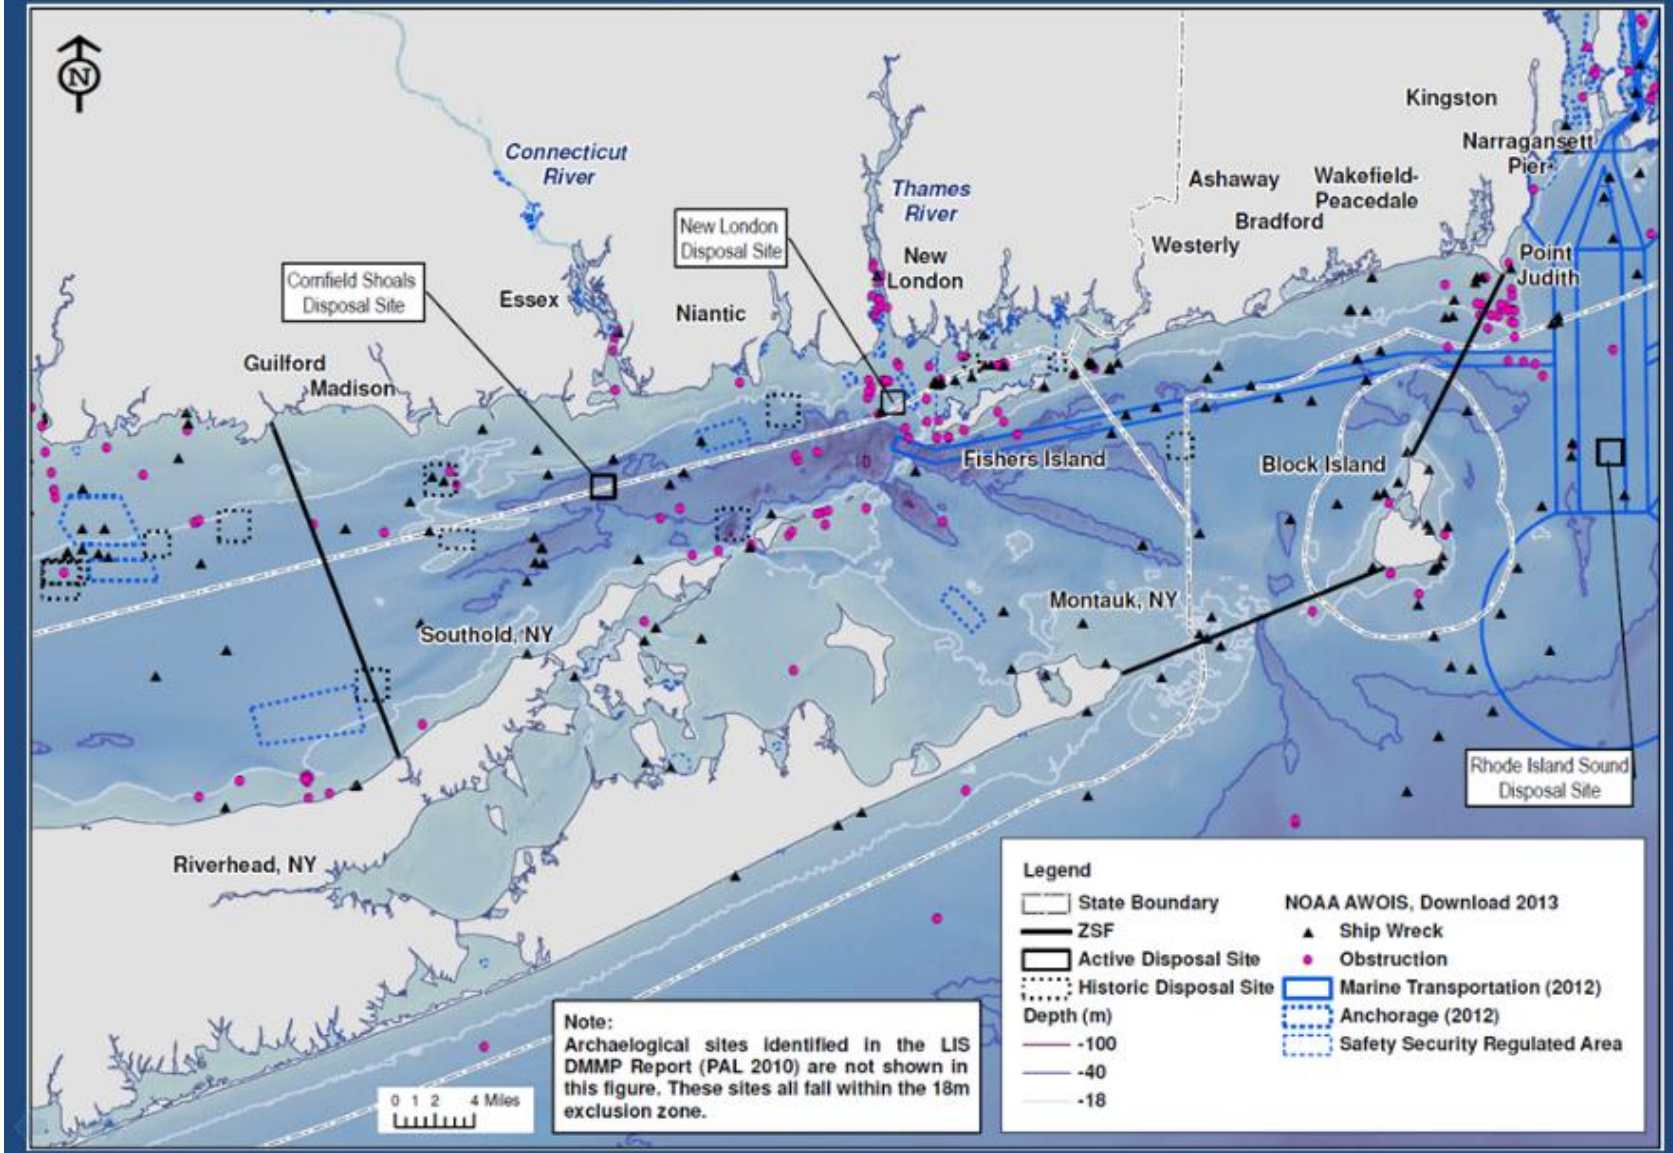 N
Kingston
Narragansett
Pier
Connecticut
River
Thames
River
Ashaway
Wakefield-
Peacedale
Bradford
Westerly
New London
Disposal Site
New
London
Point
Judith
Cornfield Shoals
Disposal Site
Essex
Niantic
Guilford
Madison
Fishers Island
Block Island
Montauk, NY
Southold, NY
Rhode Island Sound
Disposal Site
Riverhead, NY
Legend
State Boundary
ZSF
Active Disposal Site
Historic Disposal Site
Depth (m)
-100
-40
-18
NOAA AWOIS, Download 2013
Ship Wreck
Obstruction
Marine Transportation (2012)
Anchorage (2012)
Safety Security Regulated Area
Note:
Archaelogical sites identified in the LIS
DMMP Report (PAL 2010) are not shown in
this figure. These sites all fall within the 18m
exclusion zone.
0 1 2 4 Miles